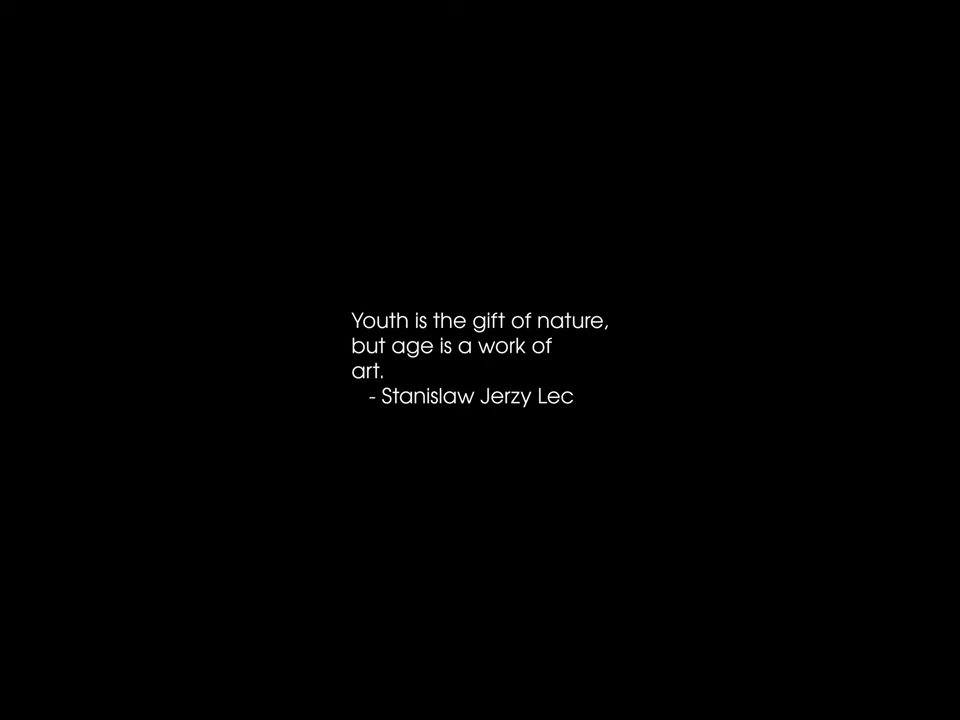 Youth is the gift of nature,
but age is a work of
art.
- Stanislaw Jerzy Lec